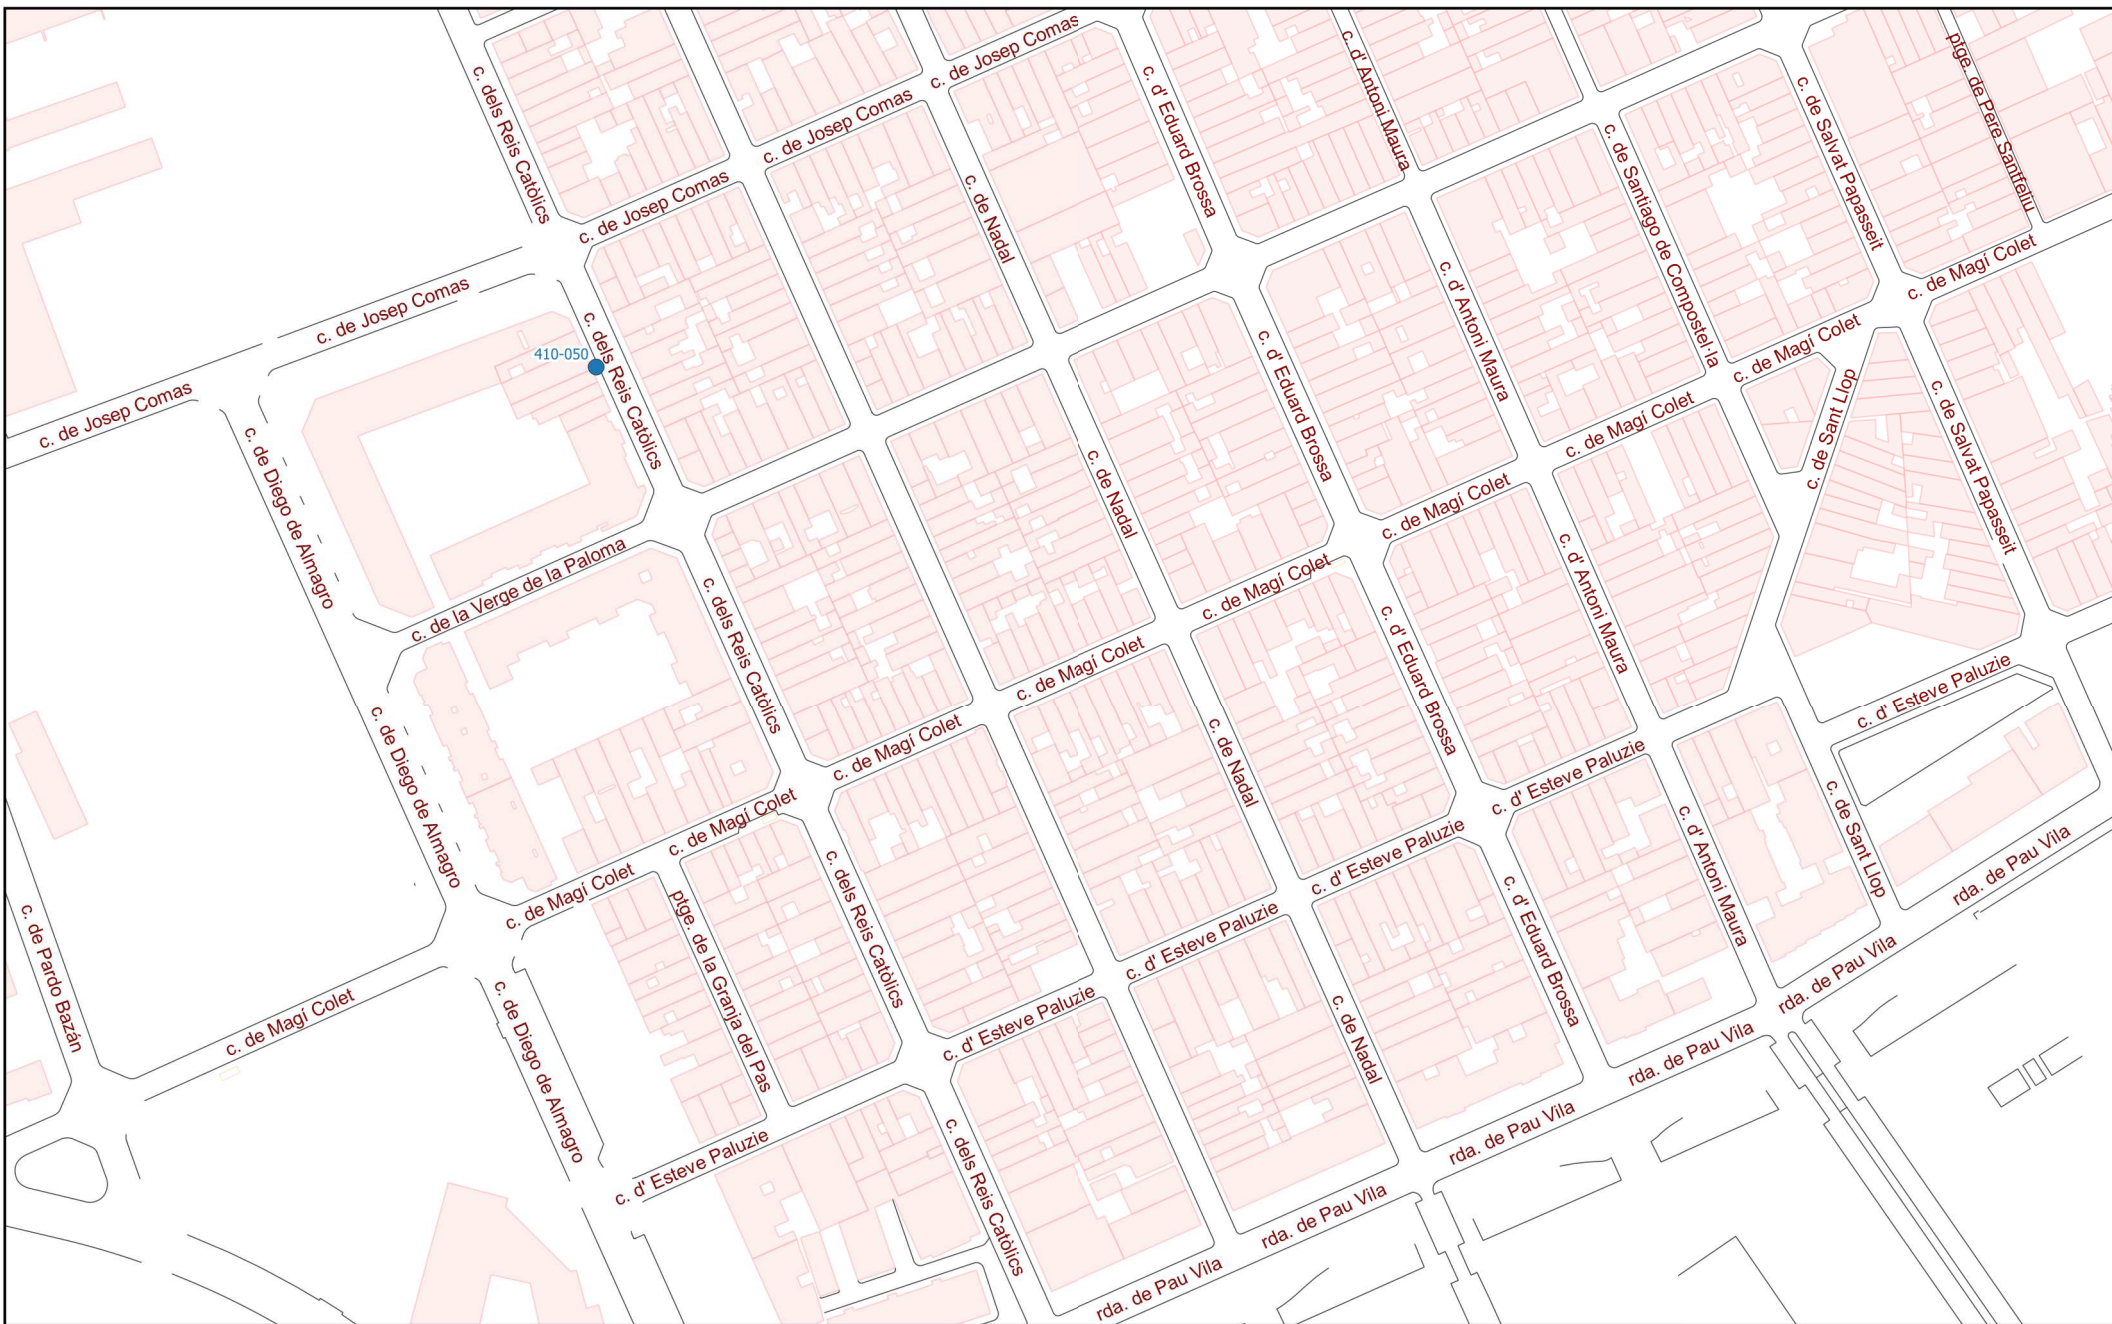 c. de Josep Comas
c. dels Reis Catòlics
c. de Josep Comas
c. d' Eduard Brossa
c. d' Antoni Maura
c. de Salvat Papasseit
ptge. de Pere Santfeliu
c. de Josep Comas
c. de Nadal
c. de Santiago de Compostel·la
c. de Josep Comas
c. de Josep Comas
410-050
c. dels Reis Catòlics
c. d' Eduard Brossa
c. d' Antoni Maura
c. de Magí Colet
c. de Magí Colet
c. de Josep Comas
c. de Diego de Almagro
c. de Nadal
c. de Magí Colet
c. de Sant Llop
c. de Salvat Papasseit
c. de Magí Colet
c. de la Verge de la Paloma
c. dels Reis Catòlics
c. de Magí Colet
c. d' Eduard Brossa
c. d' Antoni Maura
c. de Magí Colet
c. d' Esteve Paluzie
c. de Diego de Almagro
c. de Magí Colet
c. de Nadal
c. d' Esteve Paluzie
c. de Magí Colet
c. d' Antoni Maura
c. de Sant Llop
c. de Magí Colet
c. dels Reis Catòlics
c. d' Esteve Paluzie
c. d' Eduard Brossa
rda. de Pau Vila
ptge. de la Granja del Pas
c. d' Esteve Paluzie
rda. de Pau Vila
c. de Pardo Bazán
c. de Magí Colet
c. de Diego de Almagro
c. d' Esteve Paluzie
c. de Nadal
rda. de Pau Vila
c. d' Esteve Paluzie
c. dels Reis Catòlics
rda. de Pau Vila
rda. de Pau Vila
rda. de Pau Vila